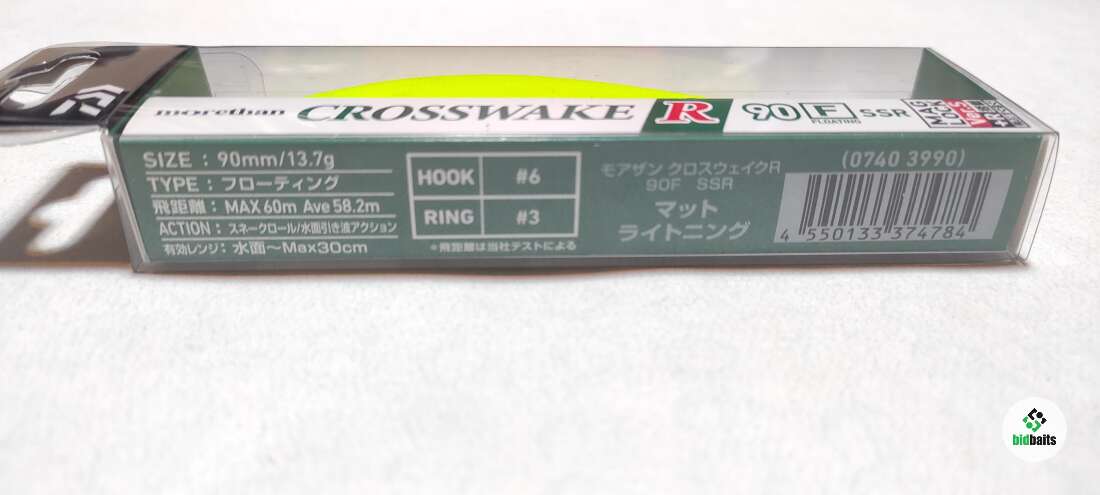 morethan CROSSWAKE R 90 F FLOATING SSR
SIZE : 90mm/13.7g
TYPE : フローティング
飛距離 : MAX 60m Ave 58.2m
ACTION : スネークロール/水面引き波アクション
有効レンジ : 水面～Max30cm
HOOK #6
RING #3
*飛距離は当社テストによる
モアザン クロスウェイクR
90F SSR
マット
ライトニング
(0740 3990)
4 550133 374784
bidbaits